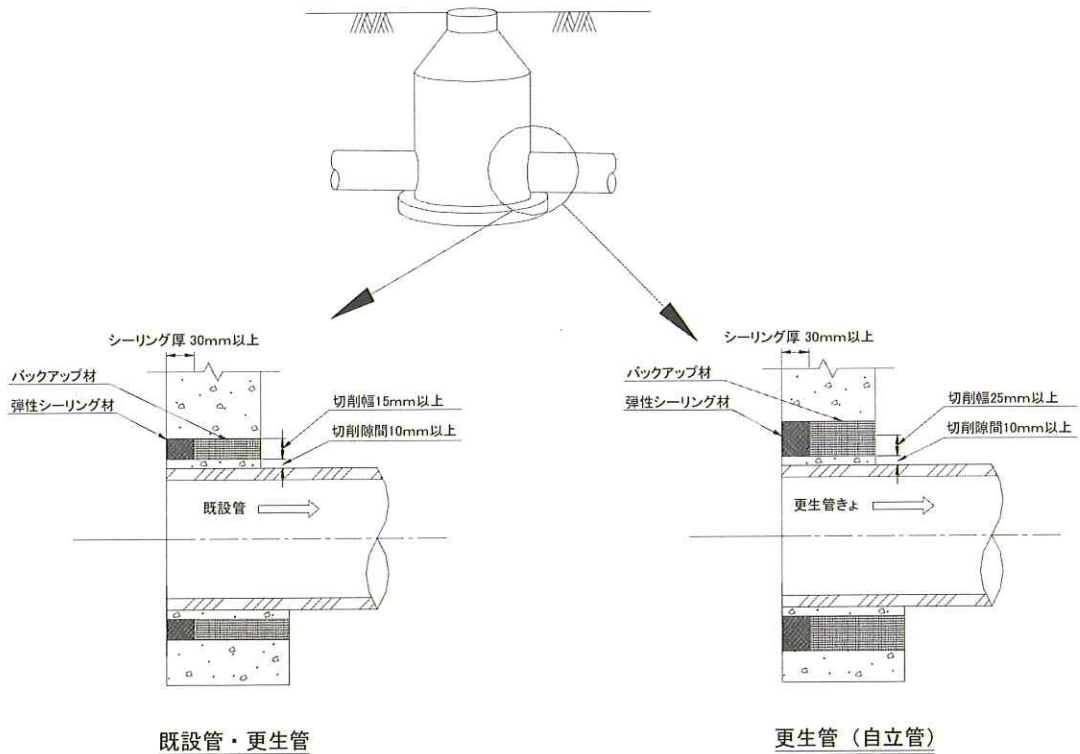 シーリング厚 30mm以上
バックアップ材
弾性シーリング材
切削幅15mm以上
切削隙間10mm以上
既設管
既設管・更生管
シーリング厚 30mm以上
バックアップ材
弾性シーリング材
切削幅25mm以上
切削隙間10mm以上
更生管きょ
更生管（自立管）